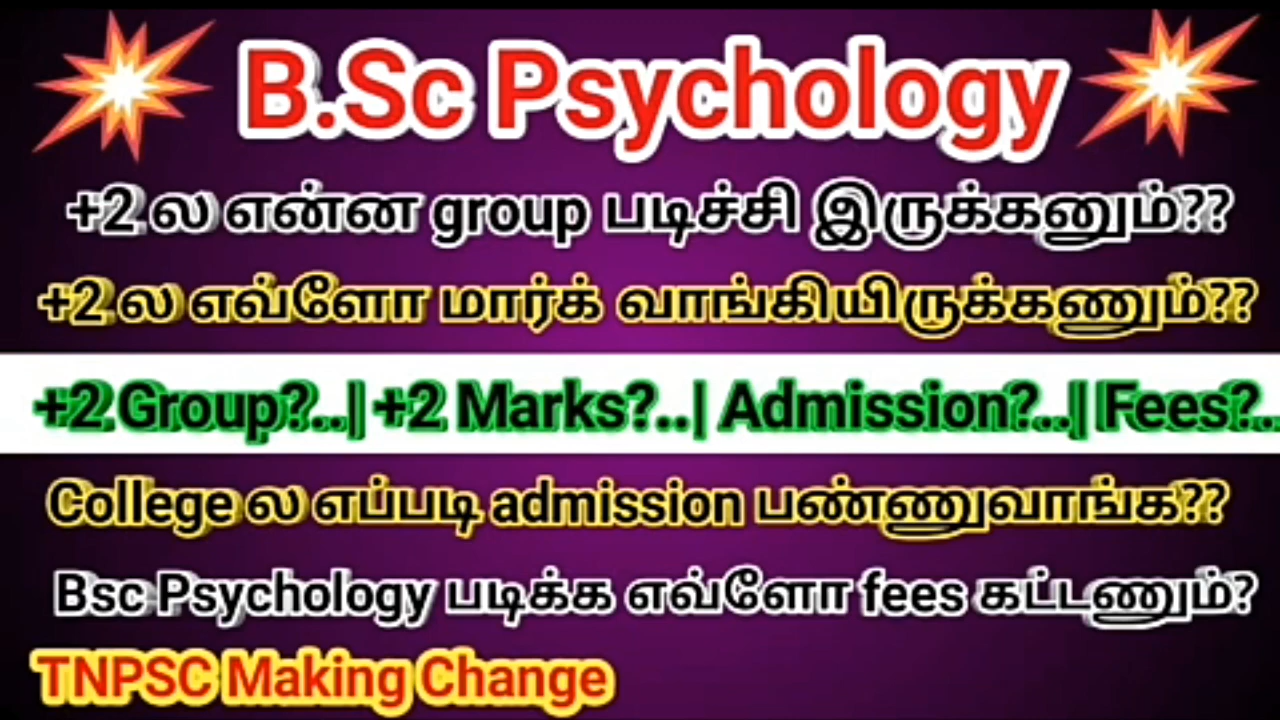 B.Sc Psychology
+2 ல என்ன group படிச்சி இருக்கனும்??
+2 ல எவ்ளோ மார்க் வாங்கியிருக்கணும்??
+2 Group?..| +2 Marks?..| Admission?..| Fees?..
College ல எப்படி admission பண்ணுவாங்க??
Bsc Psychology படிக்க எவ்ளோ fees கட்டணும்?
TNPSC Making Change